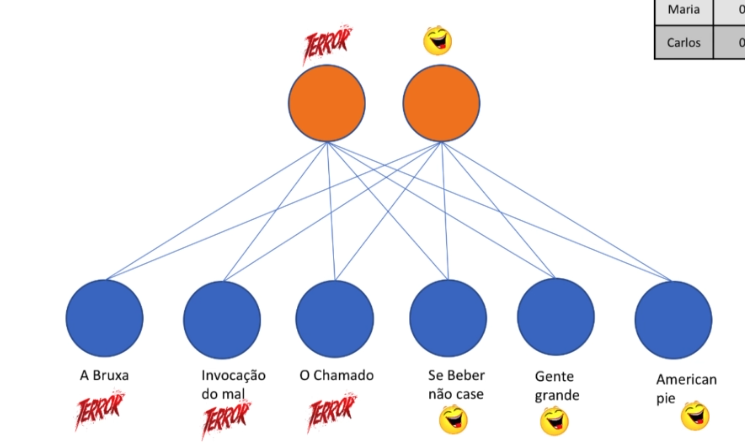 Maria 0
Carlos 0
TERROR
A Bruxa
Invocação
do mal
O Chamado
Se Beber
não case
Gente
grande
American
pie
TERROR
TERROR
TERROR